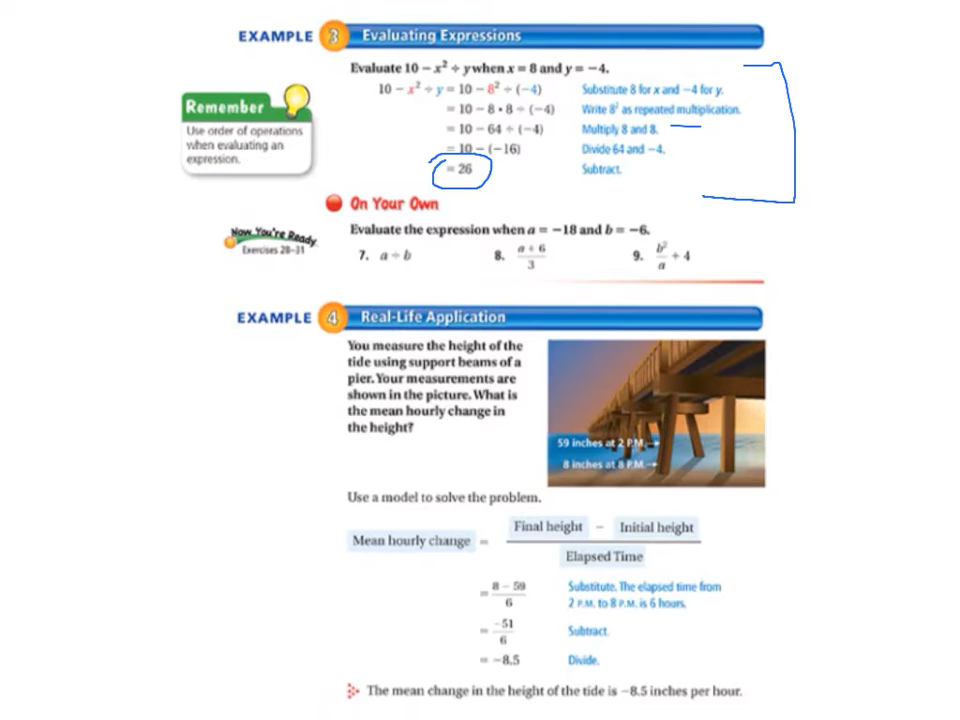 EXAMPLE 3 Evaluating Expressions
Evaluate 10 − x² ÷ y when x = 8 and y = −4.
10 − x² ÷ y = 10 − 8² ÷ (−4) Substitute 8 for x and −4 for y.
= 10 − 8 • 8 ÷ (−4) Write 8² as repeated multiplication.
= 10 − 64 ÷ (−4) Multiply 8 and 8.
= 10 − (−16) Divide 64 and −4.
= 26 Subtract.
Remember
Use order of operations
when evaluating an
expression.
On Your Own
Now You're Ready
Exercises 28–31
Evaluate the expression when a = −18 and b = −6.
7. a ÷ b 8. a + 6 / 3 9. b² / a + 4
EXAMPLE 4 Real-Life Application
You measure the height of the
tide using support beams of a
pier. Your measurements are
shown in the picture. What is
the mean hourly change in
the height?
59 inches at 2 P.M.
8 inches at 8 P.M.
Use a model to solve the problem.
Mean hourly change = Final height − Initial height / Elapsed Time
= 8 − 59 / 6 Substitute. The elapsed time from
2 P.M. to 8 P.M. is 6 hours.
= −51 / 6 Subtract.
= −8.5 Divide.
The mean change in the height of the tide is −8.5 inches per hour.